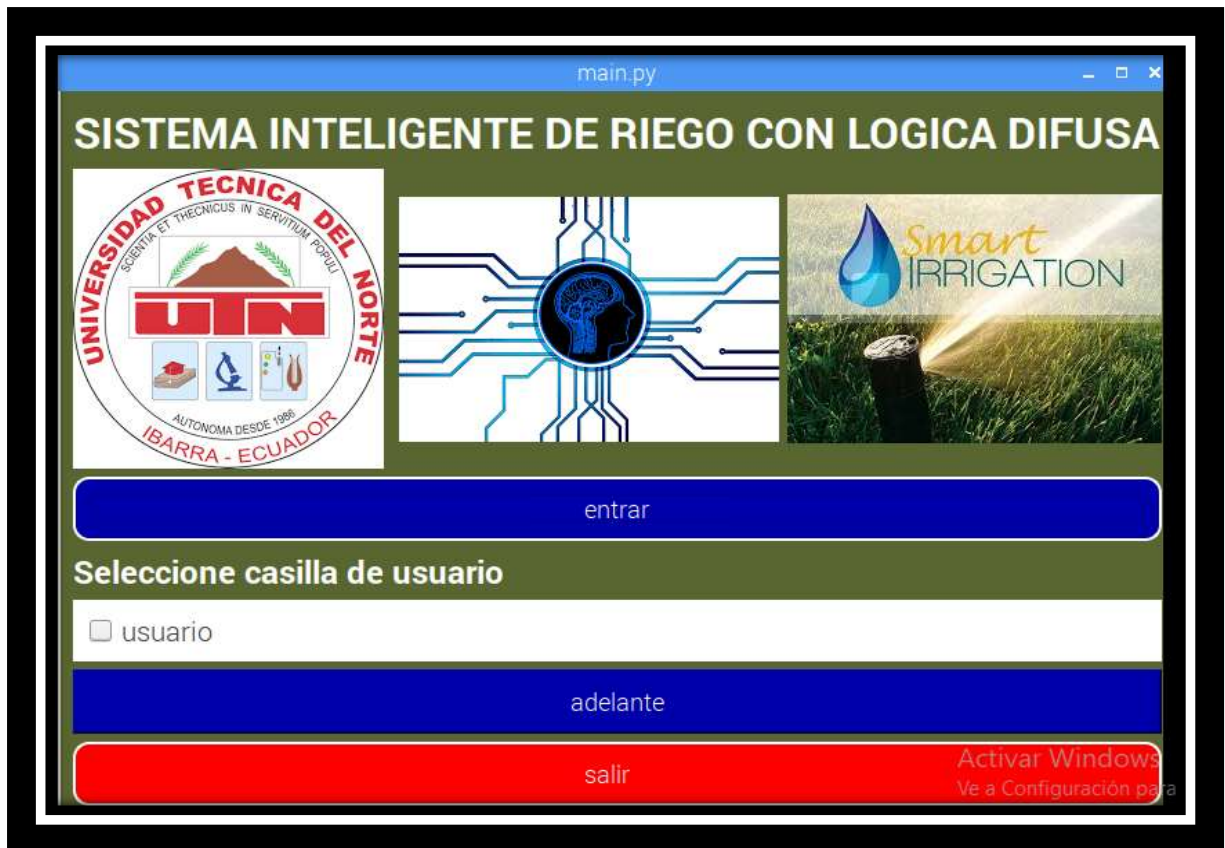 main.py
SISTEMA INTELIGENTE DE RIEGO CON LOGICA DIFUSA
UNIVERSIDAD TECNICA DEL NORTE
SCIENTIA ET THECNICUS IN SERVITIUM POPULI
UTN
AUTONOMA DESDE 1986
IBARRA - ECUADOR
Smart
IRRIGATION
entrar
Seleccione casilla de usuario
usuario
adelante
salir
Activar Windows
Ve a Configuración para